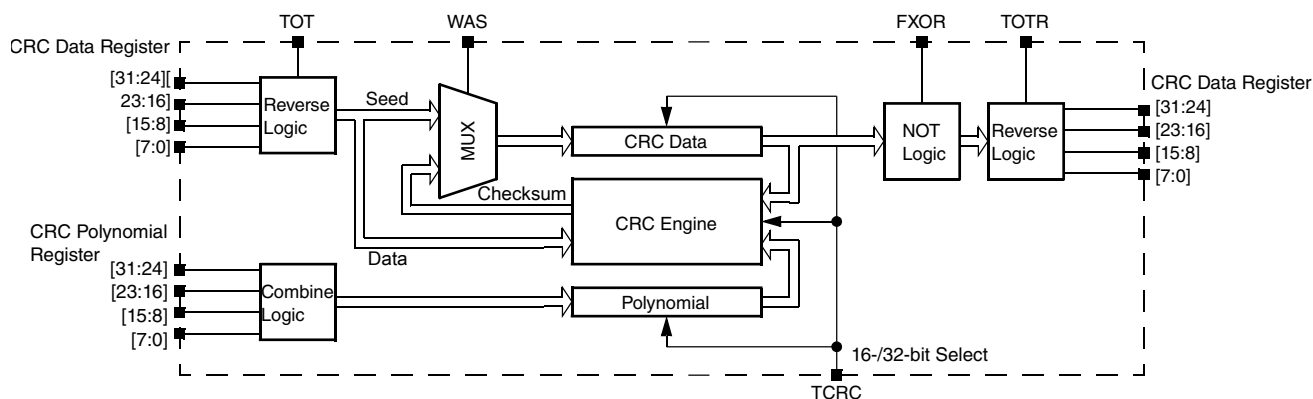 TOT
WAS
FXOR
TOTR
CRC Data Register
[31:24][
23:16]
[15:8]
[7:0]
Reverse
Logic
Seed
MUX
CRC Data
NOT
Logic
Reverse
Logic
CRC Data Register
[31:24]
[23:16]
[15:8]
[7:0]
Checksum
CRC Engine
Data
CRC Polynomial
Register
[31:24]
[23:16]
[15:8]
[7:0]
Combine
Logic
Polynomial
16-/32-bit Select
TCRC